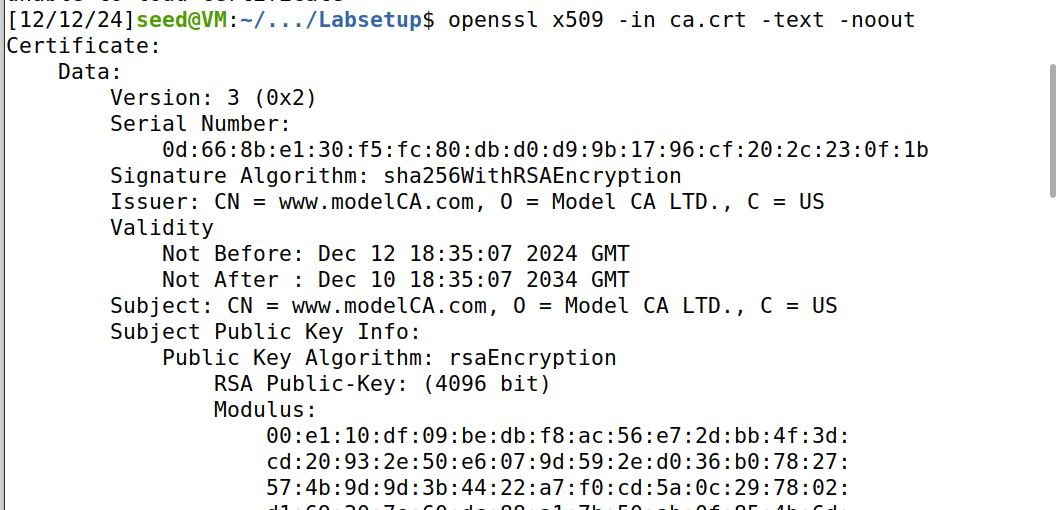 unable to load certificate
[12/12/24]seed@VM:~/.../Labsetup$ openssl x509 -in ca.crt -text -noout
Certificate:
    Data:
        Version: 3 (0x2)
        Serial Number:
            0d:66:8b:e1:30:f5:fc:80:db:d0:d9:9b:17:96:cf:20:2c:23:0f:1b
        Signature Algorithm: sha256WithRSAEncryption
        Issuer: CN = www.modelCA.com, O = Model CA LTD., C = US
        Validity
            Not Before: Dec 12 18:35:07 2024 GMT
            Not After : Dec 10 18:35:07 2034 GMT
        Subject: CN = www.modelCA.com, O = Model CA LTD., C = US
        Subject Public Key Info:
            Public Key Algorithm: rsaEncryption
                RSA Public-Key: (4096 bit)
                Modulus:
                    00:e1:10:df:09:be:db:f8:ac:56:e7:2d:bb:4f:3d:
                    cd:20:93:2e:50:e6:07:9d:59:2e:d0:36:b0:78:27:
                    57:4b:9d:9d:3b:44:22:a7:f0:cd:5a:0c:29:78:02: